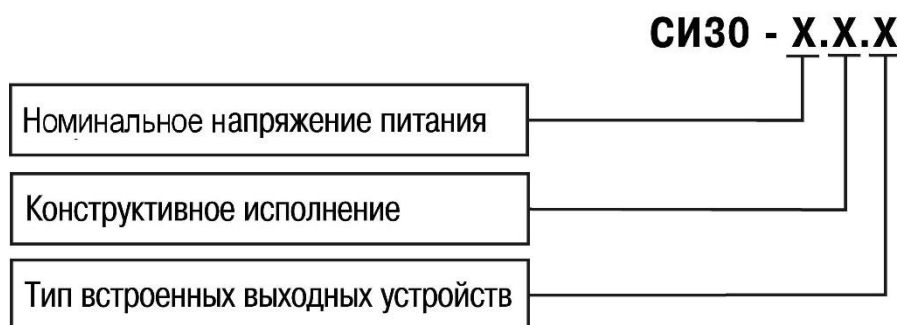 СИ30 - X.X.X
Номинальное напряжение питания
Конструктивное исполнение
Тип встроенных выходных устройств